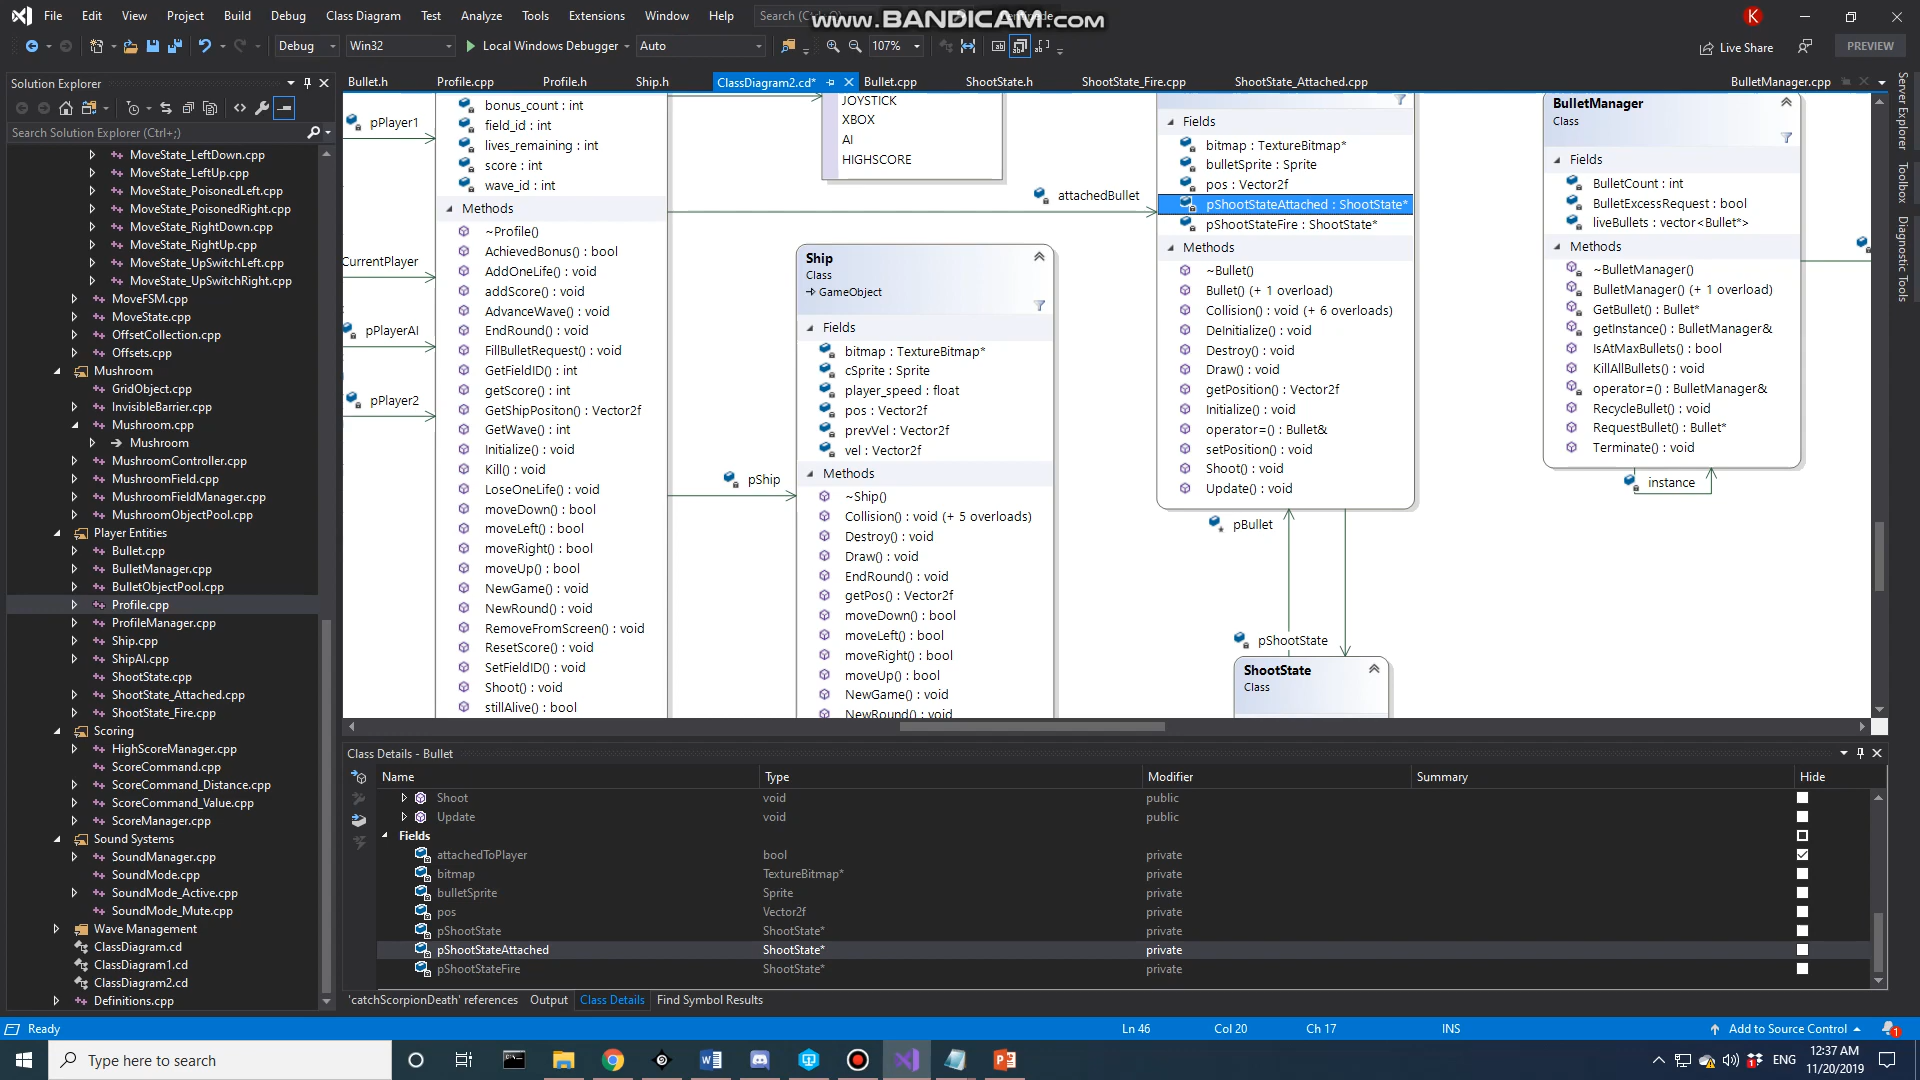 File Edit View Project Build Debug Class Diagram Test Analyze Tools Extensions Window Help
www.BANDICAM.com
K
Debug Win32 Local Windows Debugger Auto 107% Live Share PREVIEW
Solution Explorer
Search Solution Explorer (Ctrl+;)
MoveState_LeftDown.cpp
MoveState_LeftUp.cpp
MoveState_PoisonedLeft.cpp
MoveState_PoisonedRight.cpp
MoveState_RightDown.cpp
MoveState_RightUp.cpp
MoveState_UpSwitchLeft.cpp
MoveState_UpSwitchRight.cpp
MoveFSM.cpp
MoveState.cpp
OffsetCollection.cpp
Offsets.cpp
Mushroom
GridObject.cpp
InvisibleBarrier.cpp
Mushroom.cpp
Mushroom
MushroomController.cpp
MushroomField.cpp
MushroomFieldManager.cpp
MushroomObjectPool.cpp
Player Entities
Bullet.cpp
BulletManager.cpp
BulletObjectPool.cpp
Profile.cpp
ProfileManager.cpp
Ship.cpp
ShipAI.cpp
ShootState.cpp
ShootState_Attached.cpp
ShootState_Fire.cpp
Scoring
HighScoreManager.cpp
ScoreCommand.cpp
ScoreCommand_Distance.cpp
ScoreCommand_Value.cpp
ScoreManager.cpp
Sound Systems
SoundManager.cpp
SoundMode.cpp
SoundMode_Active.cpp
SoundMode_Mute.cpp
Wave Management
ClassDiagram.cd
ClassDiagram1.cd
ClassDiagram2.cd
Definitions.cpp
Bullet.h Profile.cpp Profile.h Ship.h ClassDiagram2.cd* Bullet.cpp ShootState.h ShootState_Fire.cpp ShootState_Attached.cpp BulletManager.cpp
pPlayer1
CurrentPlayer
pPlayerAI
pPlayer2
bonus_count : int
field_id : int
lives_remaining : int
score : int
wave_id : int
Methods
~Profile()
AchievedBonus() : bool
AddOneLife() : void
addScore() : void
AdvanceWave() : void
EndRound() : void
FillBulletRequest() : void
GetFieldID() : int
getScore() : int
GetShipPositon() : Vector2f
GetWave() : int
Initialize() : void
Kill() : void
LoseOneLife() : void
moveDown() : bool
moveLeft() : bool
moveRight() : bool
moveUp() : bool
NewGame() : void
NewRound() : void
RemoveFromScreen() : void
ResetScore() : void
SetFieldID() : void
Shoot() : void
stillAlive() : bool
JOYSTICK
XBOX
AI
HIGHSCORE
attachedBullet
pShip
Ship
Class
GameObject
Fields
bitmap : TextureBitmap*
cSprite : Sprite
player_speed : float
pos : Vector2f
prevVel : Vector2f
vel : Vector2f
Methods
~Ship()
Collision() : void (+ 5 overloads)
Destroy() : void
Draw() : void
EndRound() : void
getPos() : Vector2f
moveDown() : bool
moveLeft() : bool
moveRight() : bool
moveUp() : bool
NewGame() : void
NewRound() : void
Fields
bitmap : TextureBitmap*
bulletSprite : Sprite
pos : Vector2f
pShootStateAttached : ShootState*
pShootStateFire : ShootState*
Methods
~Bullet()
Bullet() (+ 1 overload)
Collision() : void (+ 6 overloads)
DeInitialize() : void
Destroy() : void
Draw() : void
getPosition() : Vector2f
Initialize() : void
operator=() : Bullet&
setPosition() : void
Shoot() : void
Update() : void
pBullet
pShootState
ShootState
Class
BulletManager
Class
Fields
BulletCount : int
BulletExcessRequest : bool
liveBullets : vector<Bullet*>
Methods
~BulletManager()
BulletManager() (+ 1 overload)
GetBullet() : Bullet*
getInstance() : BulletManager&
IsAtMaxBullets() : bool
KillAllBullets() : void
operator=() : BulletManager&
RecycleBullet() : void
RequestBullet() : Bullet*
Terminate() : void
instance
Server Explorer
Toolbox
Diagnostic Tools
Class Details - Bullet
Name Type Modifier Summary Hide
Shoot void public
Update void public
Fields
attachedToPlayer bool private
bitmap TextureBitmap* private
bulletSprite Sprite private
pos Vector2f private
pShootState ShootState* private
pShootStateAttached ShootState* private
pShootStateFire ShootState* private
'catchScorpionDeath' references Output Class Details Find Symbol Results
Ready Ln 46 Col 20 Ch 17 INS Add to Source Control 1
Type here to search ENG 12:37 AM
11/20/2019